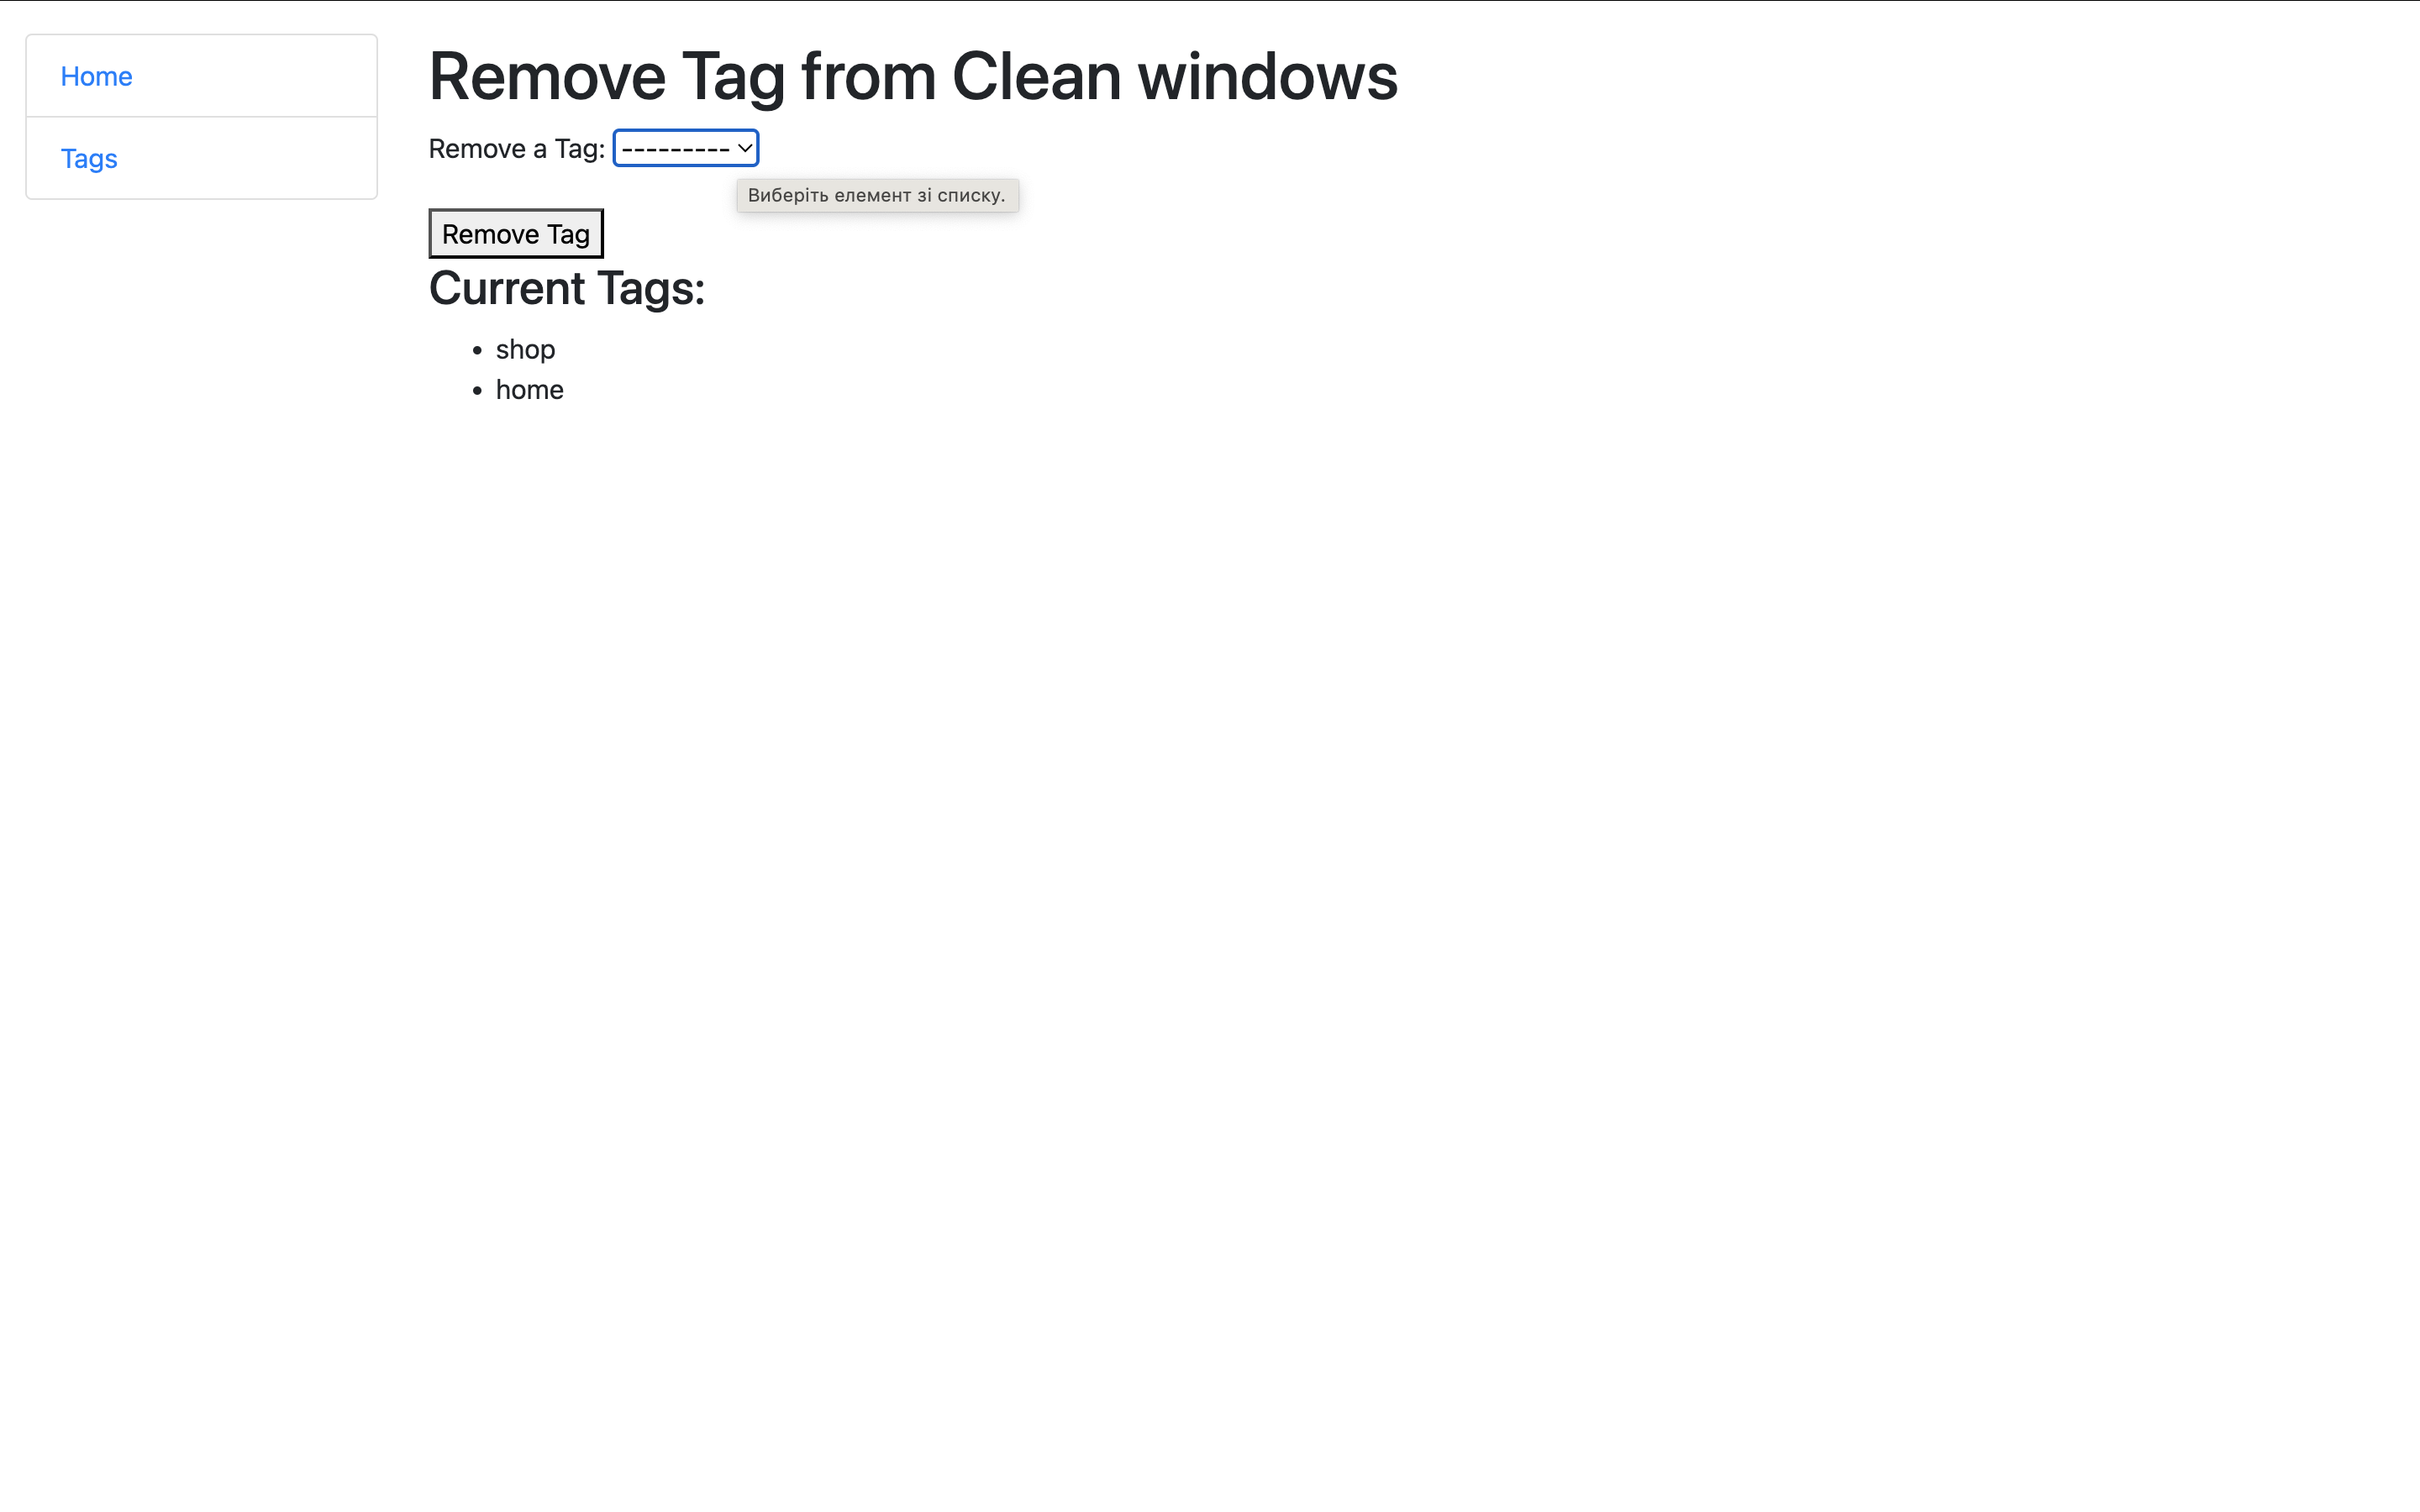 Home
Tags
Remove Tag from Clean windows
Remove a Tag: ---------
Виберіть елемент зі списку.
Remove Tag
Current Tags:
• shop
• home